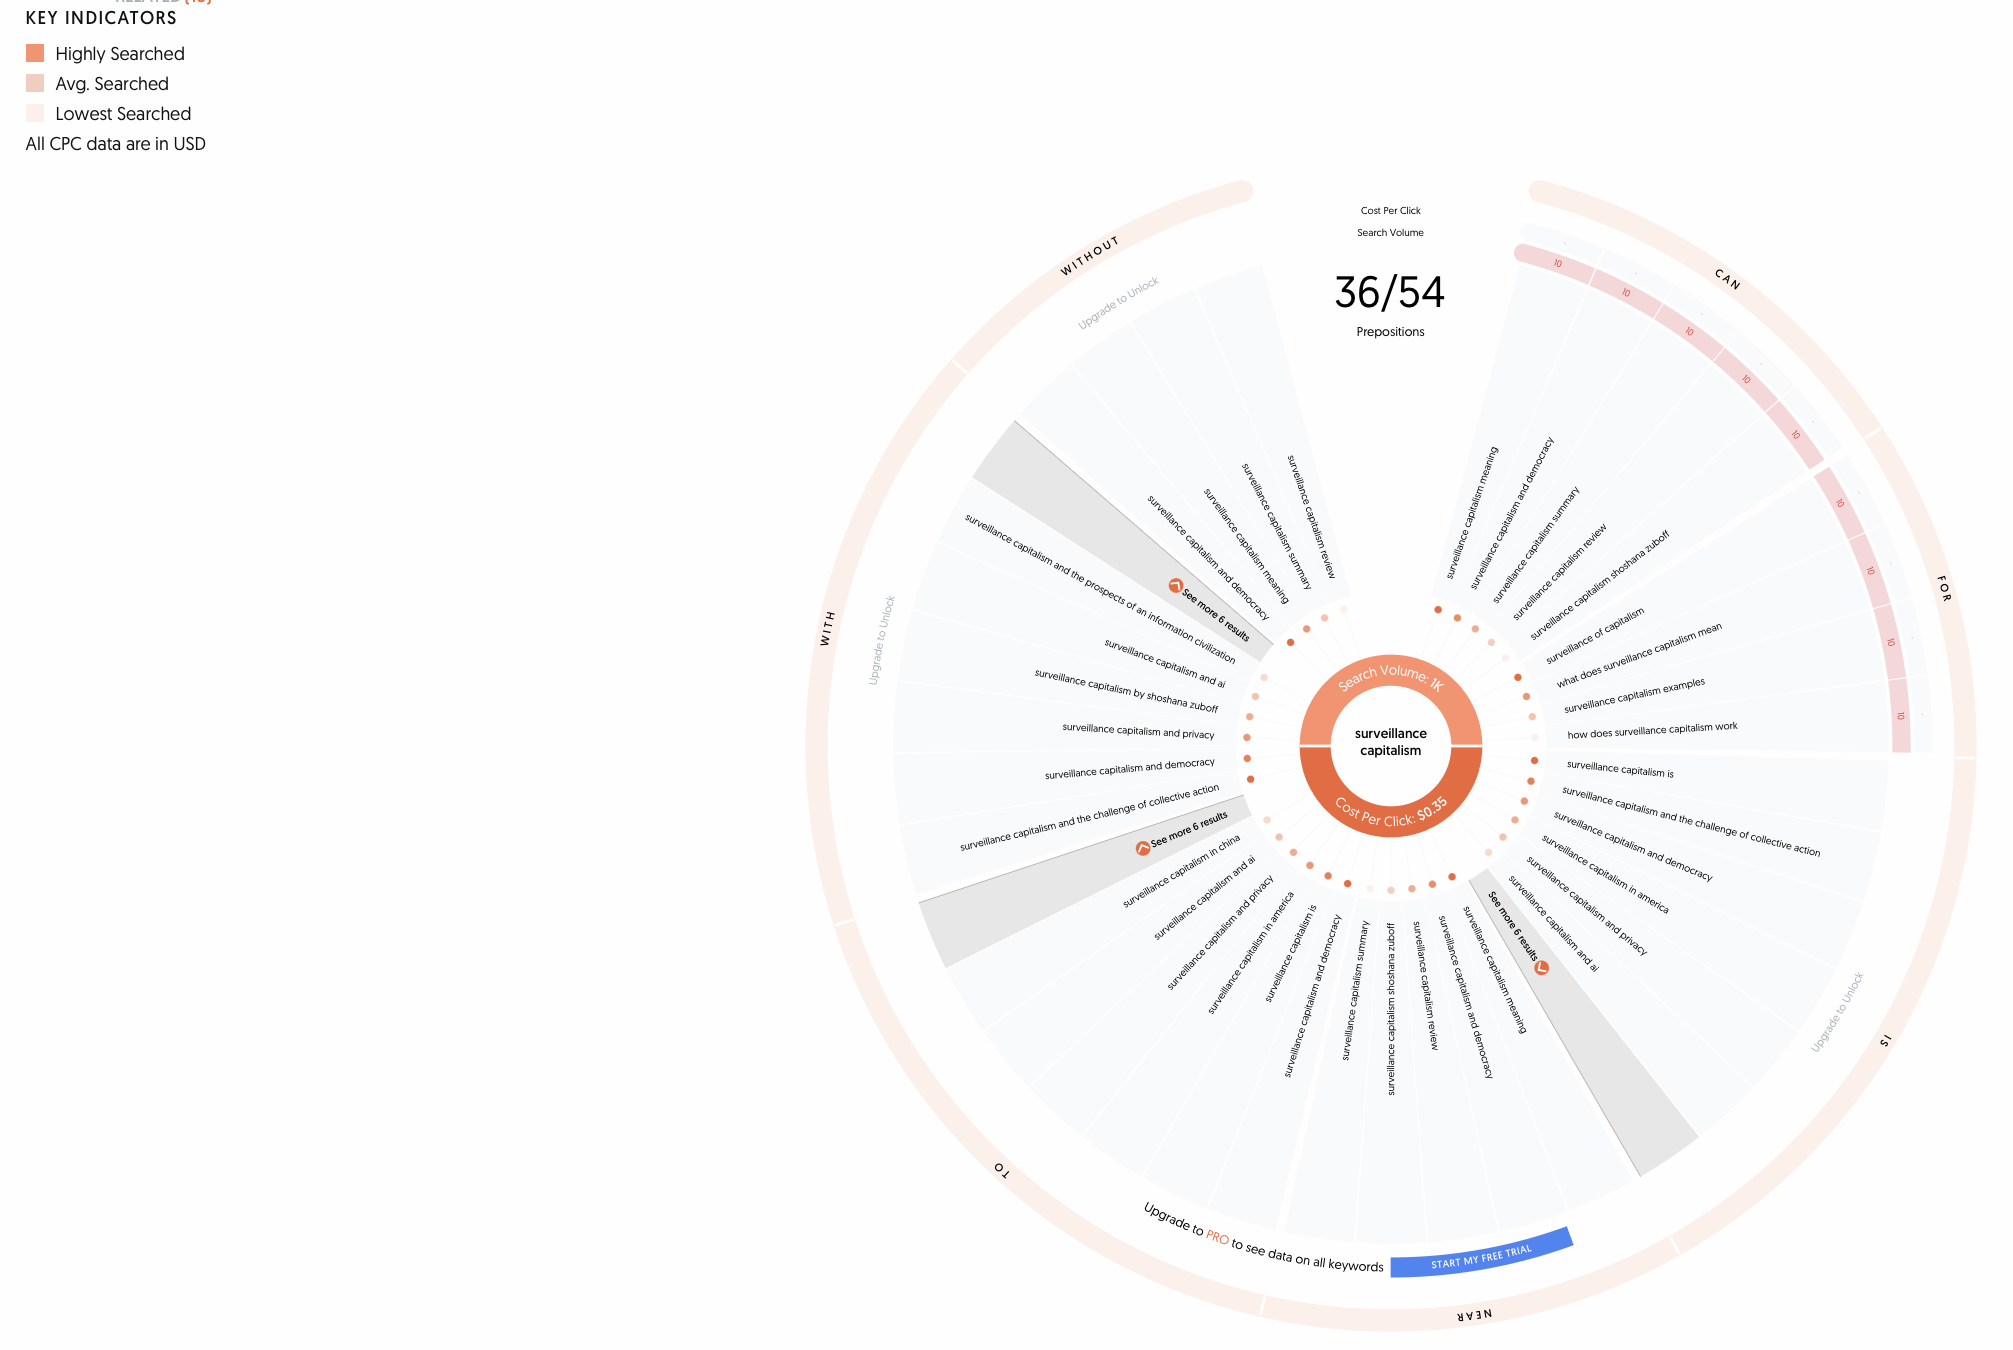 RELATED (18)
KEY INDICATORS
Highly Searched
Avg. Searched
Lowest Searched
All CPC data are in USD
Cost Per Click
Search Volume
36/54
Prepositions
surveillance
capitalism
Search Volume: 1K
Cost Per Click: $0.35
CAN
10
10
10
10
10
surveillance capitalism meaning
surveillance capitalism and democracy
surveillance capitalism summary
surveillance capitalism review
surveillance capitalism shoshana zuboff
FOR
10
10
10
10
surveillance of capitalism
what does surveillance capitalism mean
surveillance capitalism examples
how does surveillance capitalism work
IS
Upgrade to Unlock
surveillance capitalism is
surveillance capitalism and the challenge of collective action
surveillance capitalism and democracy
surveillance capitalism in america
surveillance capitalism and privacy
surveillance capitalism and ai
See more 6 results
NEAR
surveillance capitalism meaning
surveillance capitalism and democracy
surveillance capitalism review
surveillance capitalism shoshana zuboff
surveillance capitalism summary
TO
surveillance capitalism and democracy
surveillance capitalism is
surveillance capitalism in america
surveillance capitalism and privacy
surveillance capitalism and ai
surveillance capitalism in china
See more 6 results
WITH
Upgrade to Unlock
surveillance capitalism and the challenge of collective action
surveillance capitalism and democracy
surveillance capitalism and privacy
surveillance capitalism by shoshana zuboff
surveillance capitalism and ai
surveillance capitalism and the prospects of an information civilization
See more 6 results
WITHOUT
Upgrade to Unlock
surveillance capitalism and democracy
surveillance capitalism meaning
surveillance capitalism summary
surveillance capitalism review
Upgrade to PRO to see data on all keywords
START MY FREE TRIAL